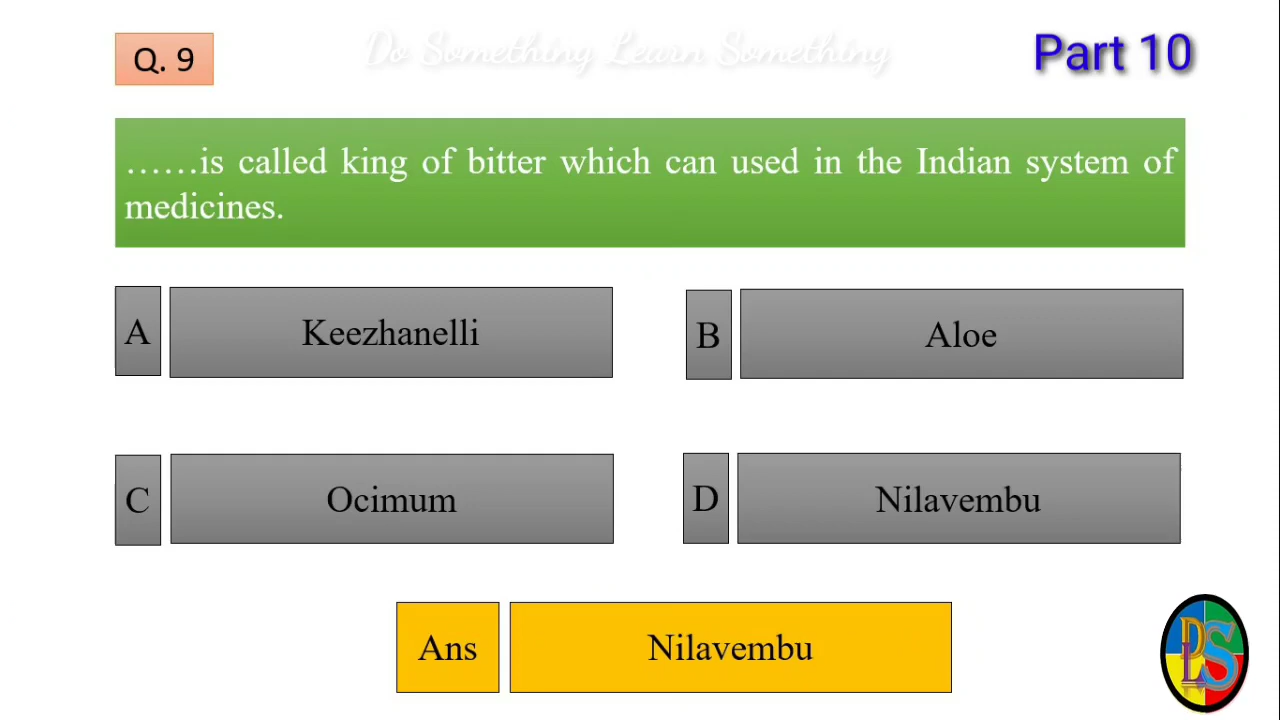 Do Something Learn Something
Part 10
Q. 9
......is called king of bitter which can used in the Indian system of
medicines.
A
Keezhanelli
B
Aloe
C
Ocimum
D
Nilavembu
Ans
Nilavembu
DLS